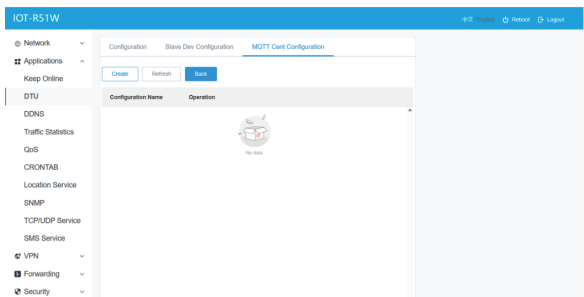 IOT-R51W
中文 English Reboot Logout
Network
Applications
Keep Online
DTU
DDNS
Traffic Statistics
QoS
CRONTAB
Location Service
SNMP
TCP/UDP Service
SMS Service
VPN
Forwarding
Security
Configuration Slave Dev Configuration MQTT Cent Configuration
Create Refresh Back
Configuration Name Operation
No data